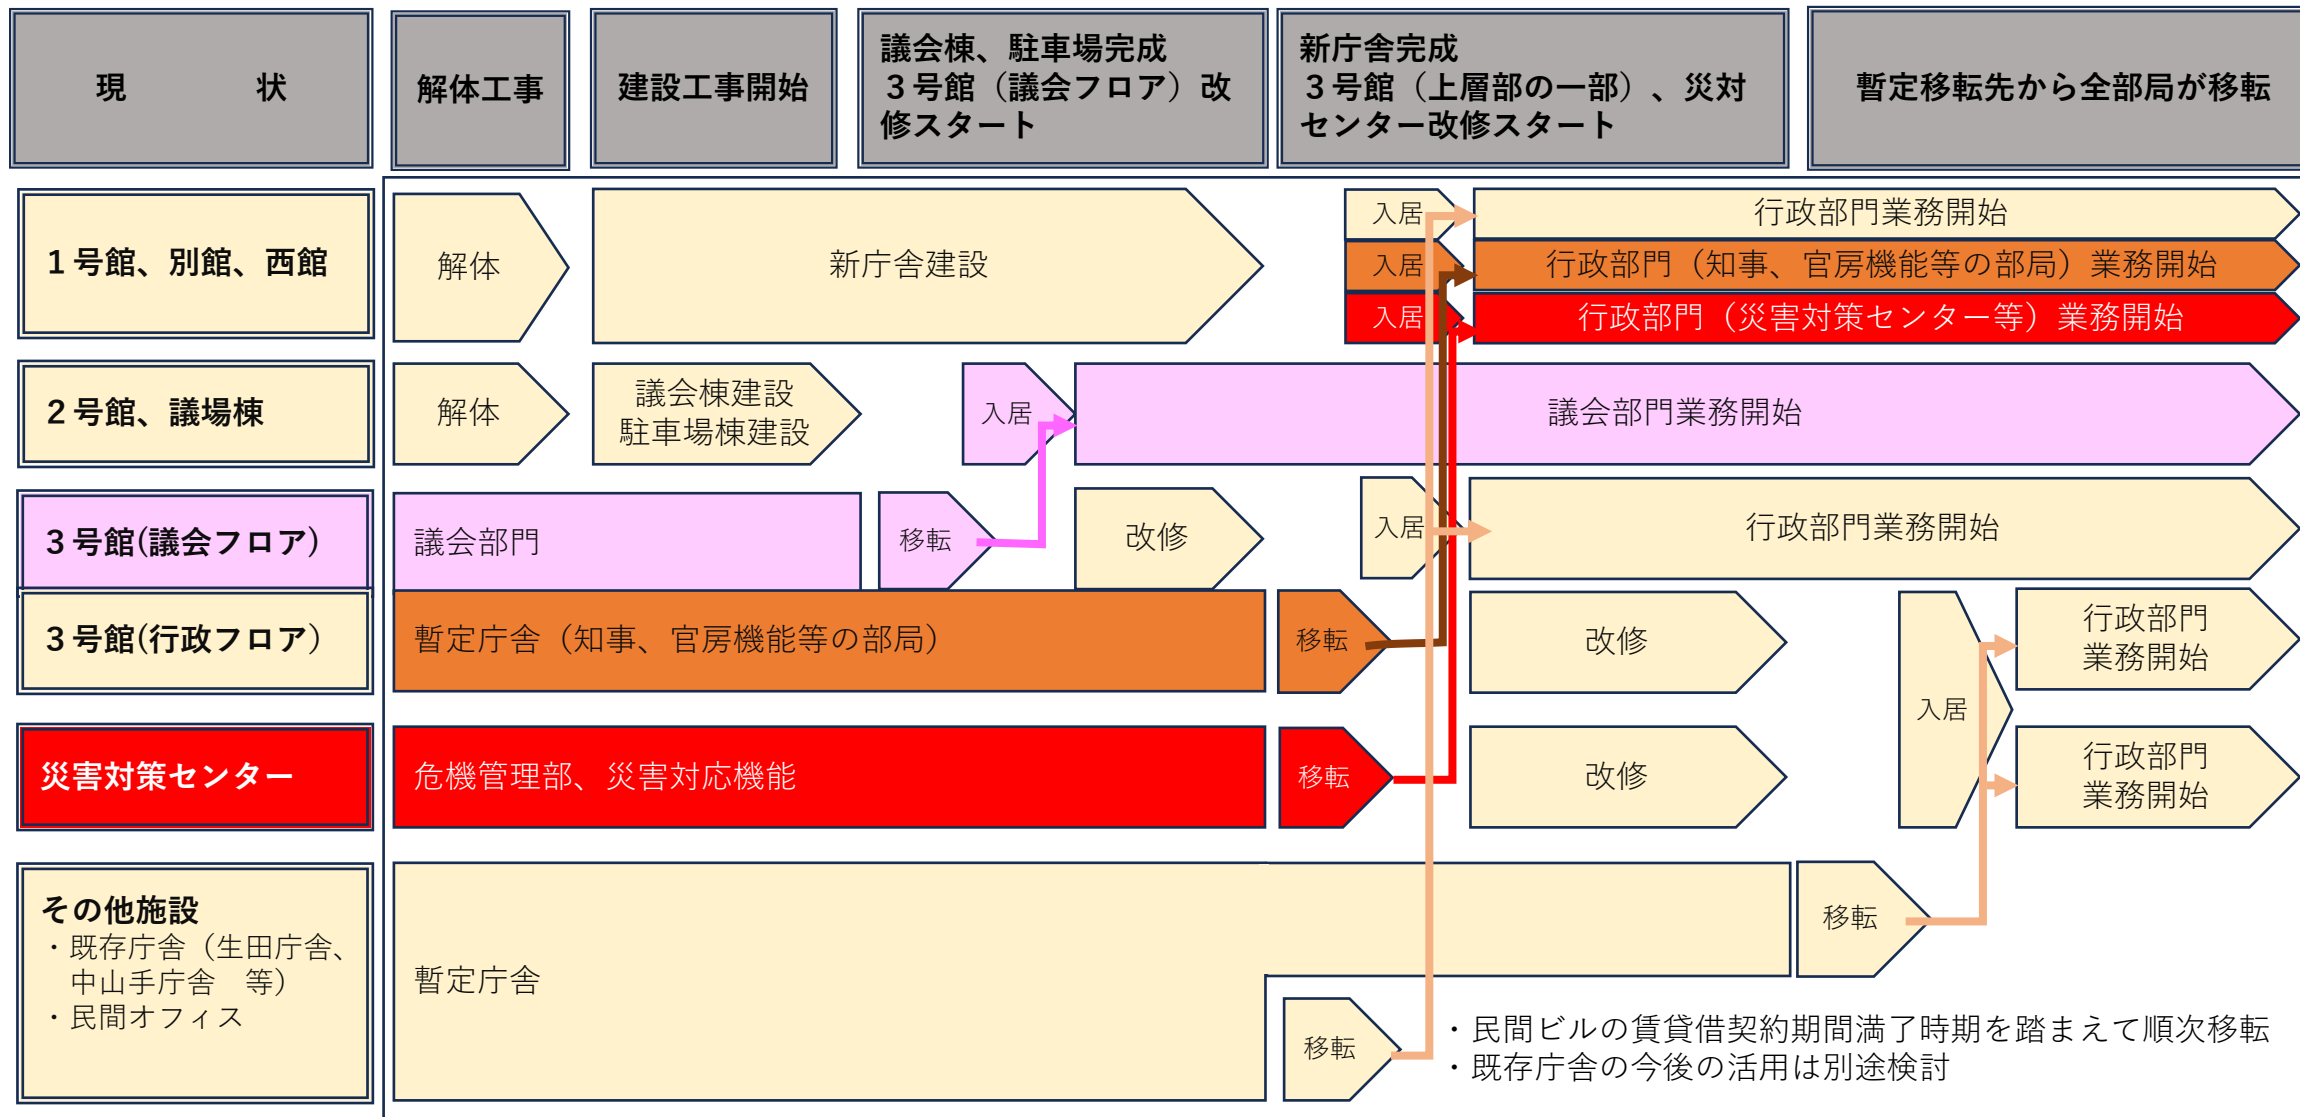 現　　　　状
解体工事
建設工事開始
議会棟、駐車場完成
３号館（議会フロア）改
修スタート
新庁舎完成
３号館（上層部の一部）、災対
センター改修スタート
暫定移転先から全部局が移転
１号館、別館、西館
解体
新庁舎建設
入居
行政部門業務開始
入居
行政部門（知事、官房機能等の部局）業務開始
入居
行政部門（災害対策センター等）業務開始
２号館、議場棟
解体
議会棟建設
駐車場棟建設
入居
議会部門業務開始
３号館(議会フロア)
議会部門
移転
改修
入居
行政部門業務開始
３号館(行政フロア)
暫定庁舎（知事、官房機能等の部局）
移転
改修
入居
行政部門
業務開始
災害対策センター
危機管理部、災害対応機能
移転
改修
行政部門
業務開始
その他施設
・既存庁舎（生田庁舎、
中山手庁舎　等）
・民間オフィス
暫定庁舎
移転
移転
・民間ビルの賃貸借契約期間満了時期を踏まえて順次移転
・既存庁舎の今後の活用は別途検討